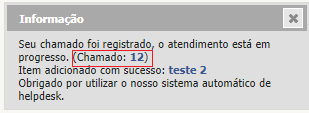 Informação
Seu chamado foi registrado, o atendimento está em
progresso. (Chamado: 12)
Item adicionado com sucesso: teste 2
Obrigado por utilizar o nosso sistema automático de
helpdesk.